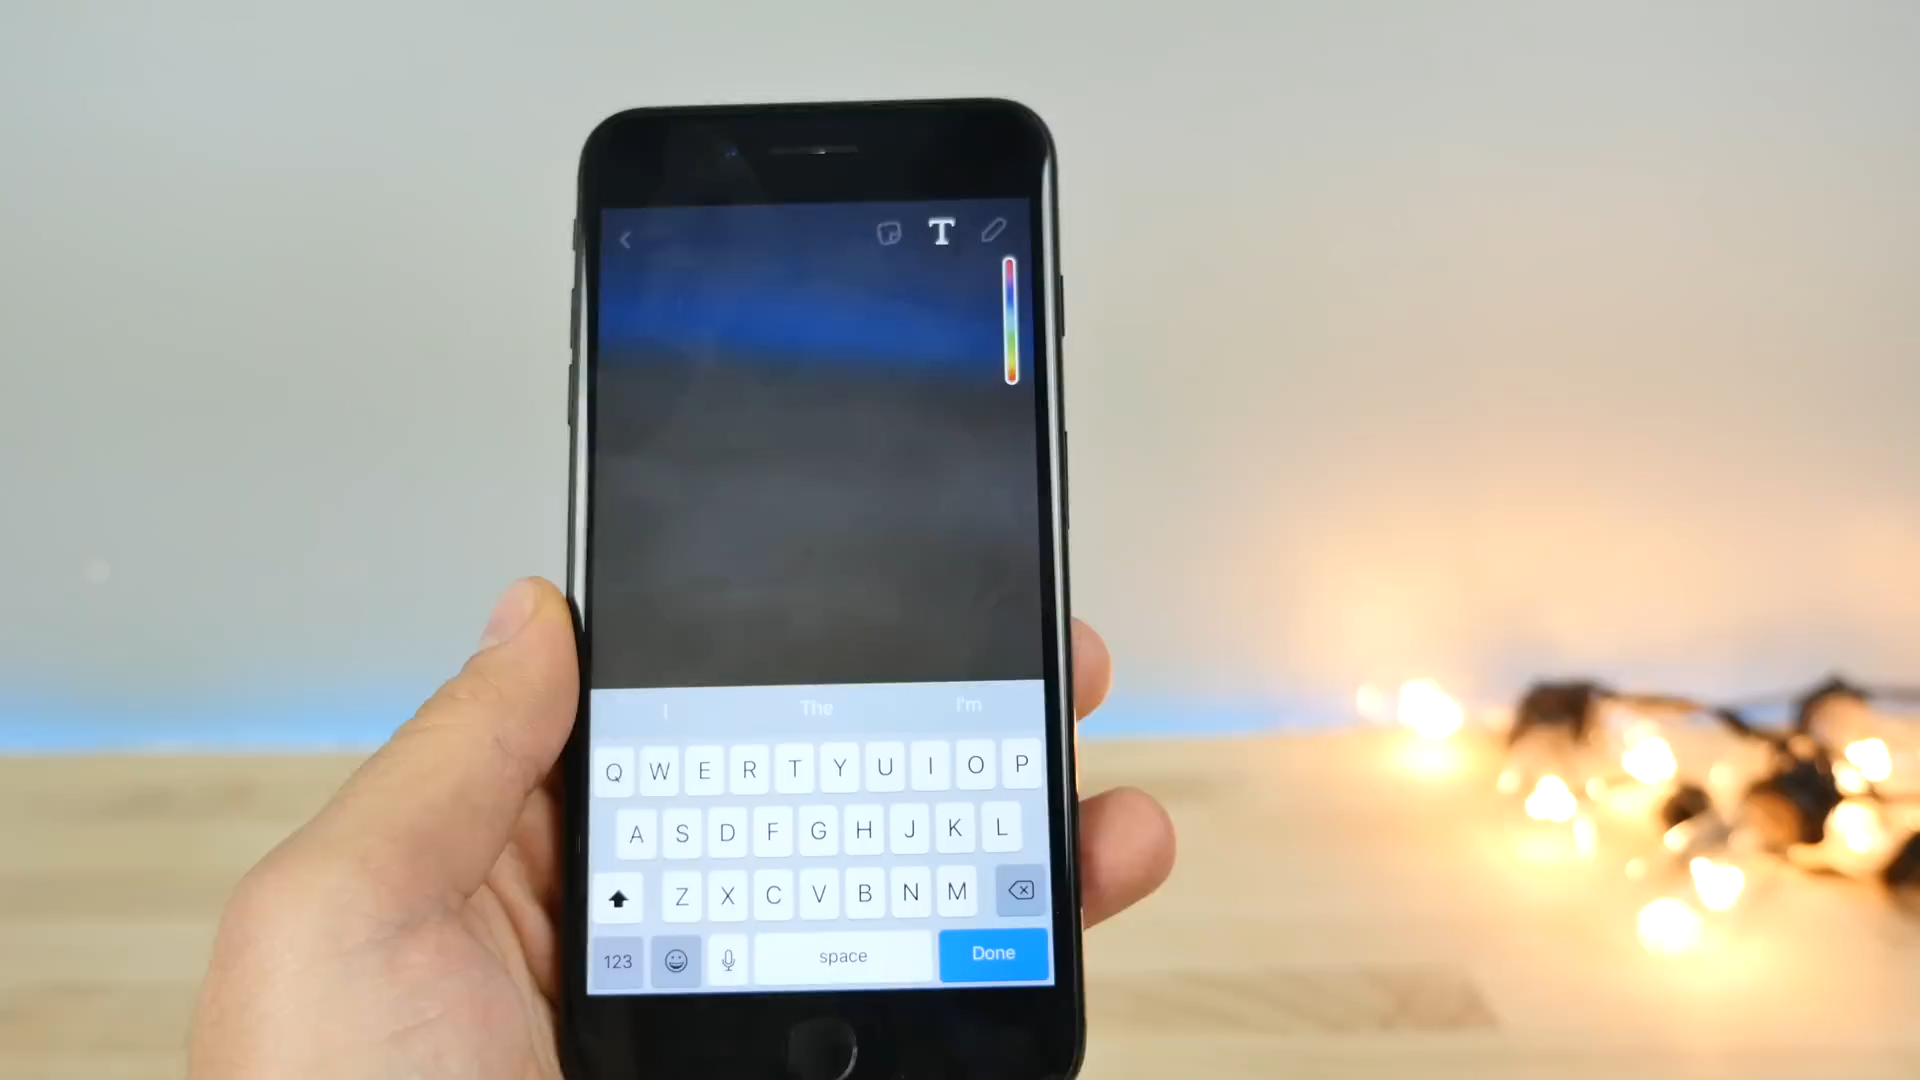 T
I The I'm
Q W E R T Y U I O P
A S D F G H J K L
Z X C V B N M
123 space Done